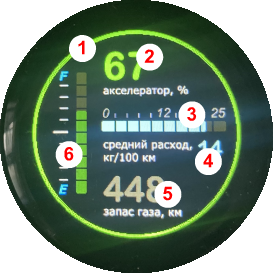 1
F
67 2
акселератор, %
0 12 25
3
средний расход,
кг/100 км
14
4
6
E
448 5
запас газа, км